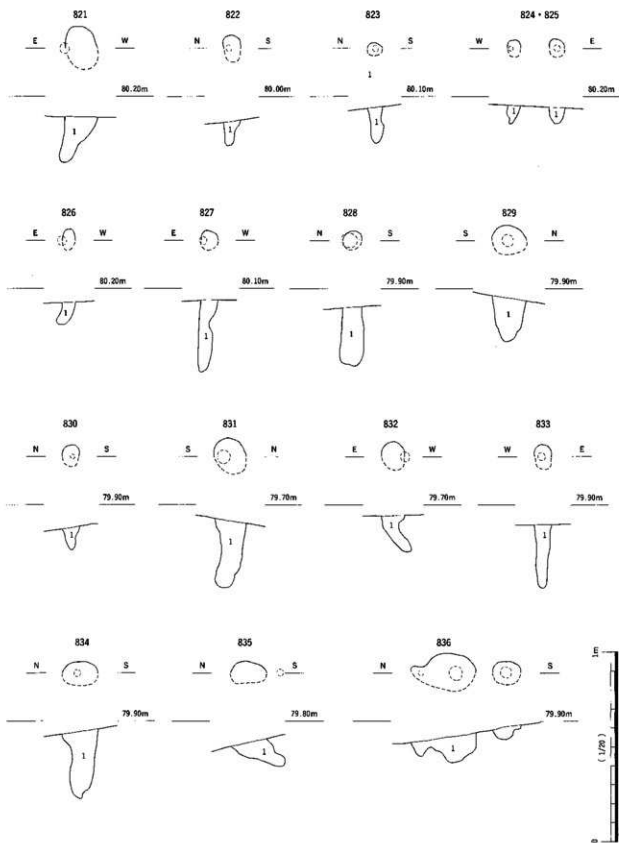 821 822 823 824・825
E W N S N S W E
1
80.20m 80.00m 80.10m 80.20m
1 1 1 1 1
826 827 828 829
E W E W N S S N
80.20m 80.10m 79.90m 79.90m
1 1 1 1
830 831 832 833
N S S N E W W E
79.90m 79.70m 79.70m 79.90m
1 1 1 1
834 835 836
N S N S N S
79.90m 79.80m 79.90m
1 1 1
1m
(1/20)
0